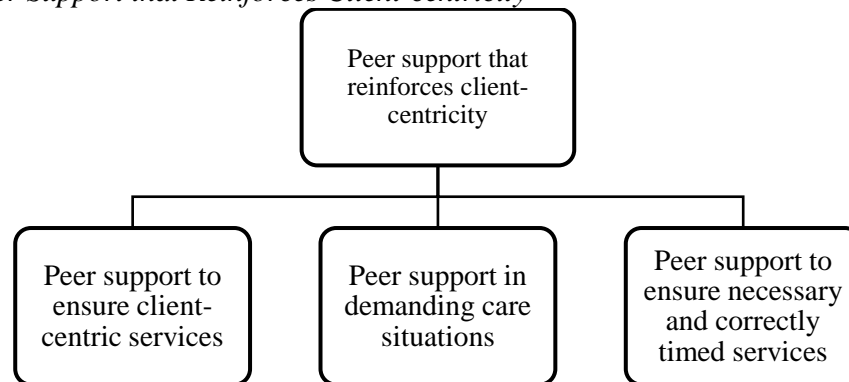 Support that Reinforces Client-centricity
Peer support that
reinforces client-
centricity
Peer support to
ensure client-
centric services
Peer support in
demanding care
situations
Peer support to
ensure necessary
and correctly
timed services